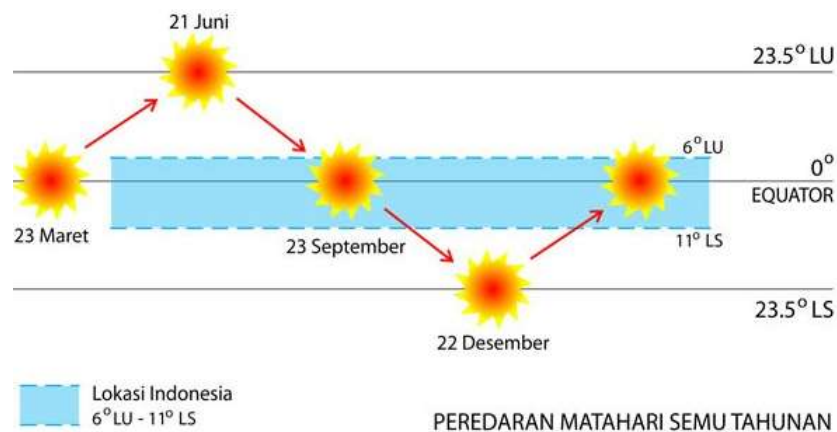 21 Juni
23.5° LU
6° LU
0°
EQUATOR
23 Maret
23 September
11° LS
23.5° LS
22 Desember
Lokasi Indonesia
6° LU - 11° LS
PEREDARAN MATAHARI SEMU TAHUNAN